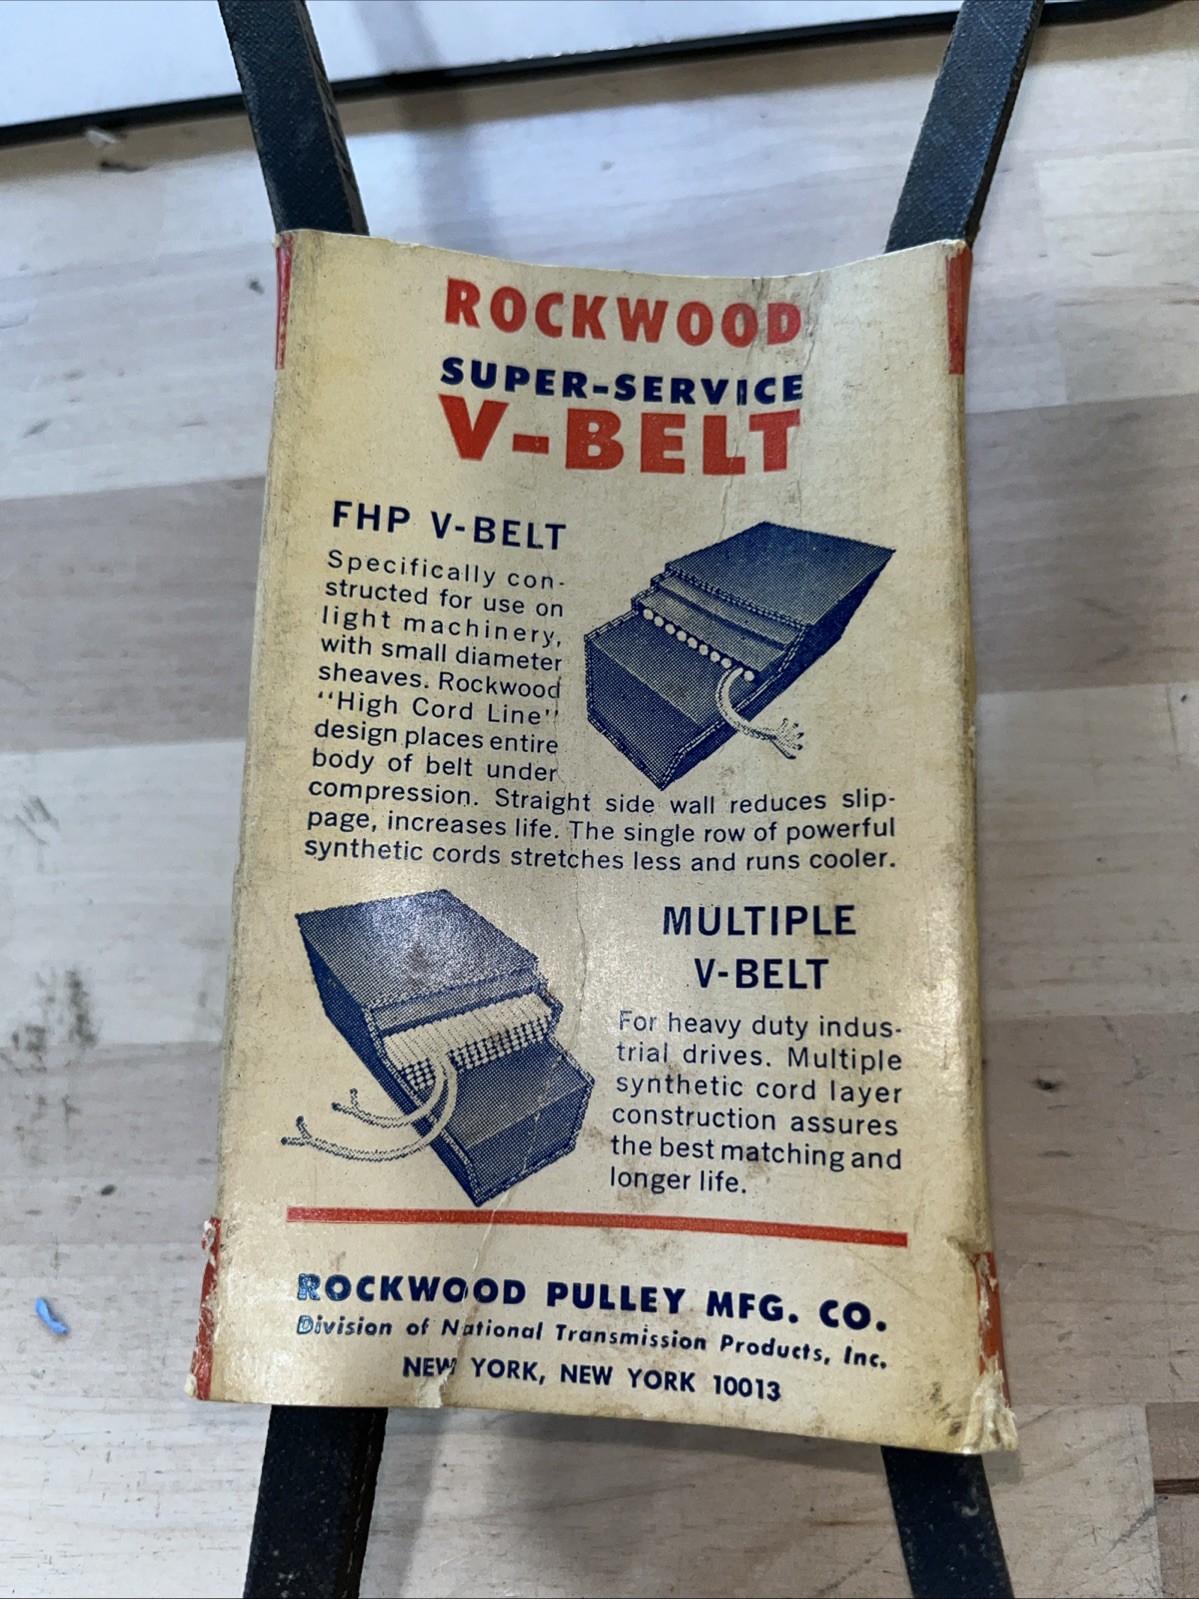 ROCKWOOD
SUPER-SERVICE
V-BELT
FHP V-BELT
Specifically con-
structed for use on
light machinery,
with small diameter
sheaves. Rockwood
"High Cord Line"
design places entire
body of belt under
compression. Straight side wall reduces slip-
page, increases life. The single row of powerful
synthetic cords stretches less and runs cooler.
MULTIPLE
V-BELT
For heavy duty indus-
trial drives. Multiple
synthetic cord layer
construction assures
the best matching and
longer life.
ROCKWOOD PULLEY MFG. CO.
Division of National Transmission Products, Inc.
NEW YORK, NEW YORK 10013